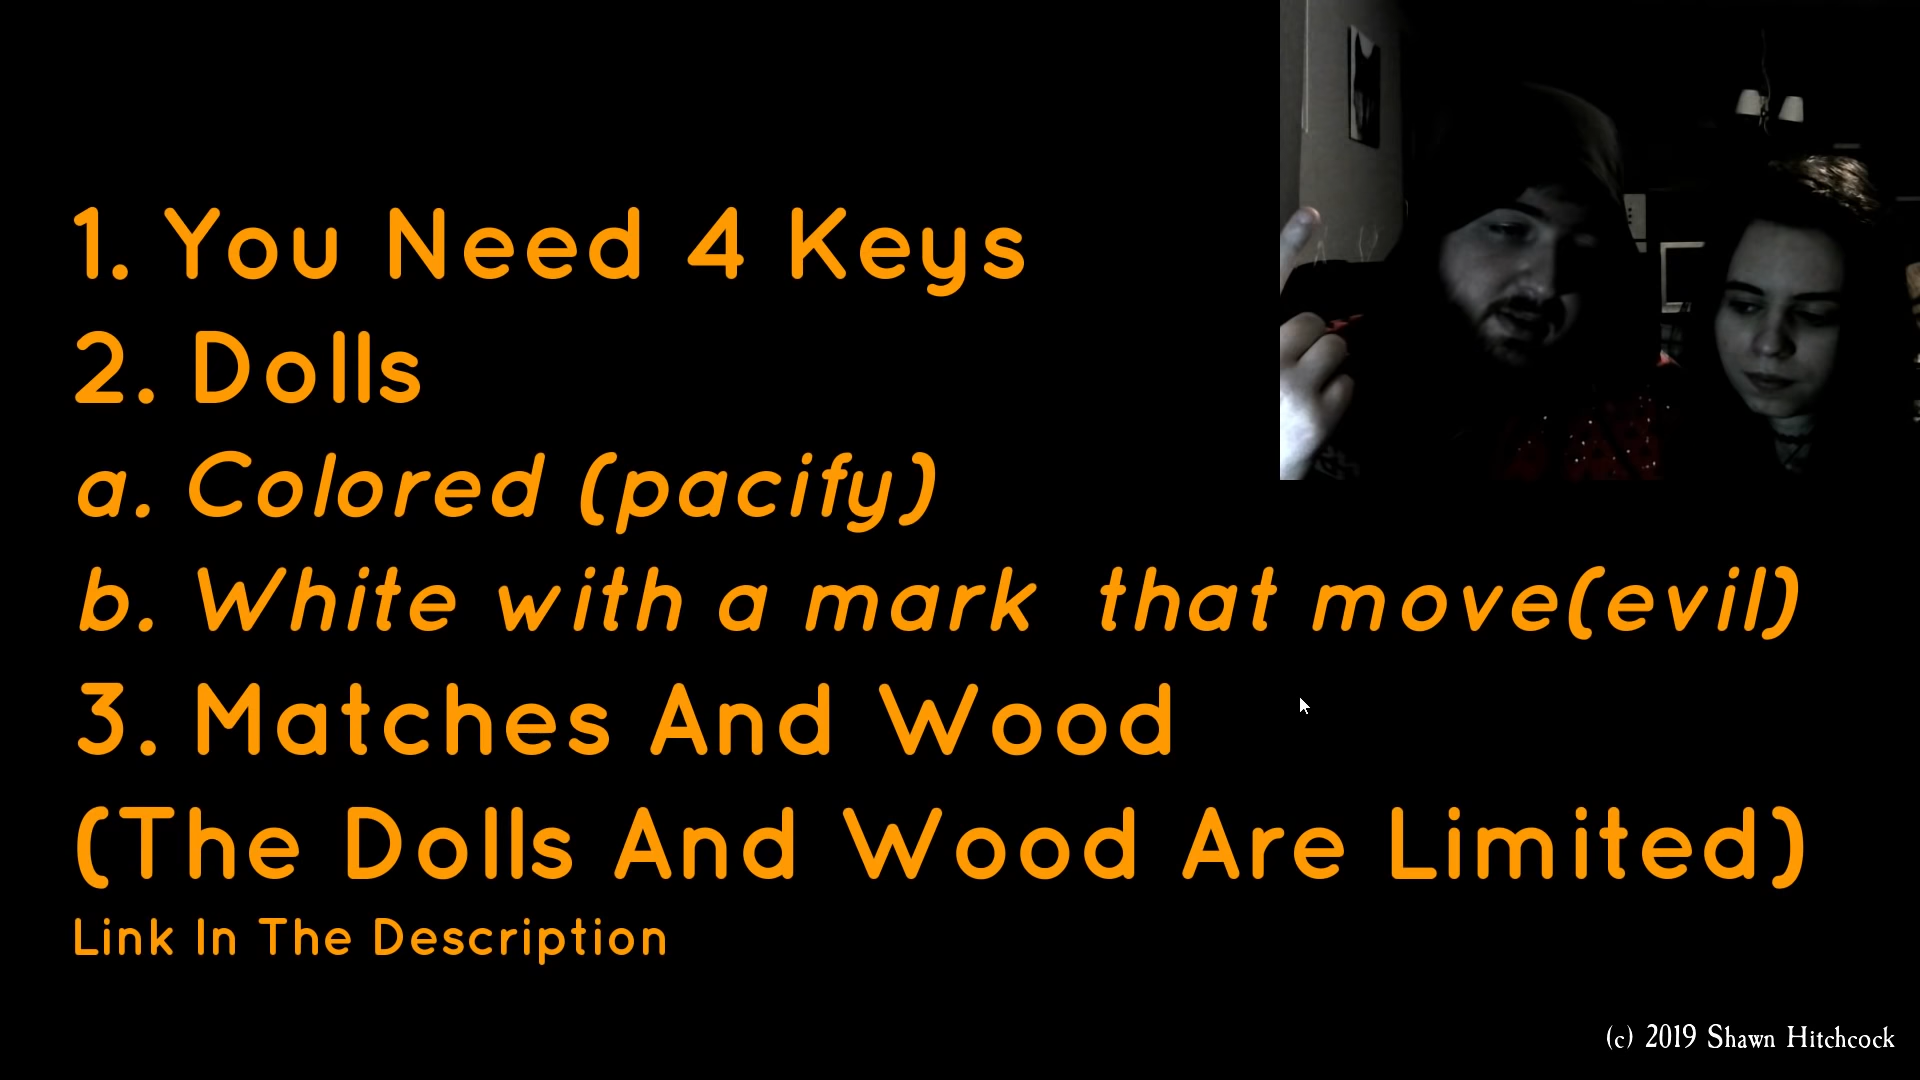 1. You Need 4 Keys
2. Dolls
a. Colored (pacify)
b. White with a mark  that move(evil)
3. Matches And Wood
(The Dolls And Wood Are Limited)
Link In The Description
(c) 2019 Shawn Hitchcock